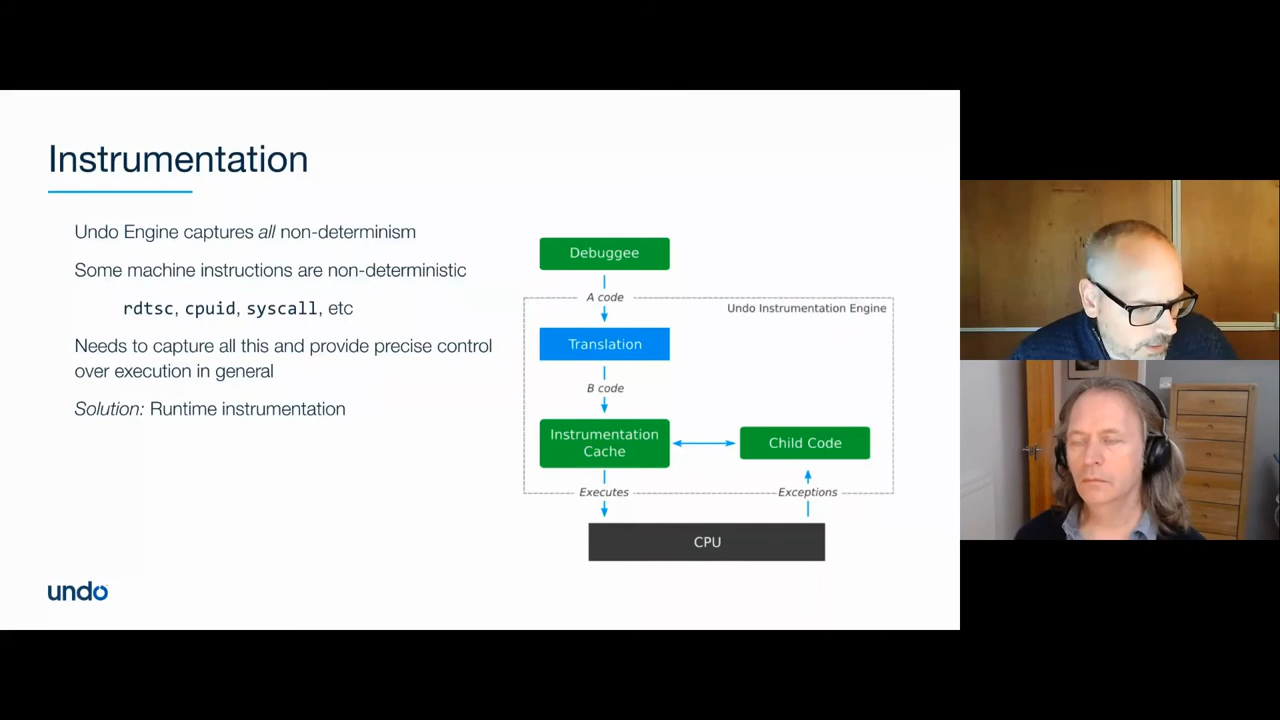 Instrumentation
Undo Engine captures all non-determinism
Some machine instructions are non-deterministic
rdtsc, cpuid, syscall, etc
Needs to capture all this and provide precise control
over execution in general
Solution: Runtime instrumentation
Debuggee
A code
Undo Instrumentation Engine
Translation
B code
Instrumentation
Cache
Child Code
Executes
Exceptions
CPU
undo